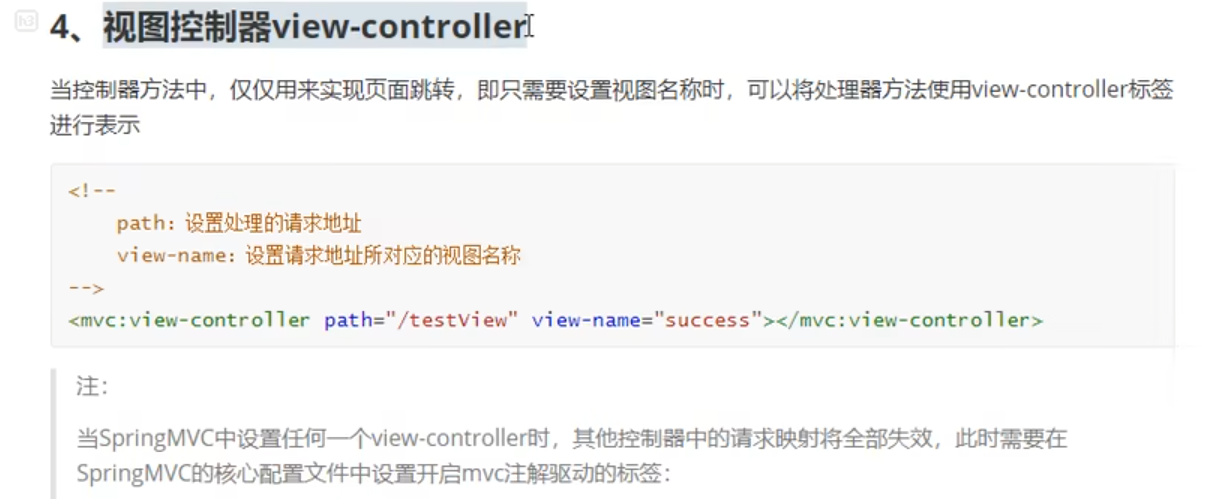 h3
4、视图控制器view-controller
当控制器方法中，仅仅用来实现页面跳转，即只需要设置视图名称时，可以将处理器方法使用view-controller标签
进行表示
<!--
    path：设置处理的请求地址
    view-name：设置请求地址所对应的视图名称
-->
<mvc:view-controller path="/testView" view-name="success"></mvc:view-controller>
注：
当SpringMVC中设置任何一个view-controller时，其他控制器中的请求映射将全部失效，此时需要在
SpringMVC的核心配置文件中设置开启mvc注解驱动的标签：